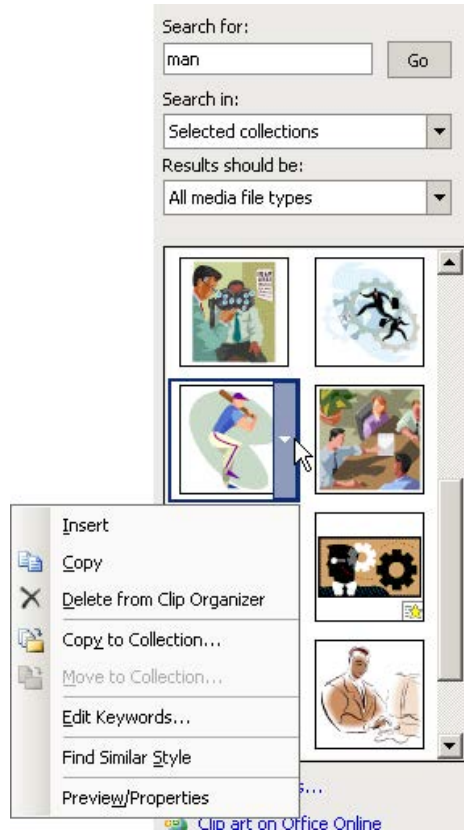 Search for:
man
Go
Search in:
Selected collections
Results should be:
All media file types
Insert
Copy
Delete from Clip Organizer
Copy to Collection...
Move to Collection...
Edit Keywords...
Find Similar Style
Preview/Properties
s...
Clip art on Office Online